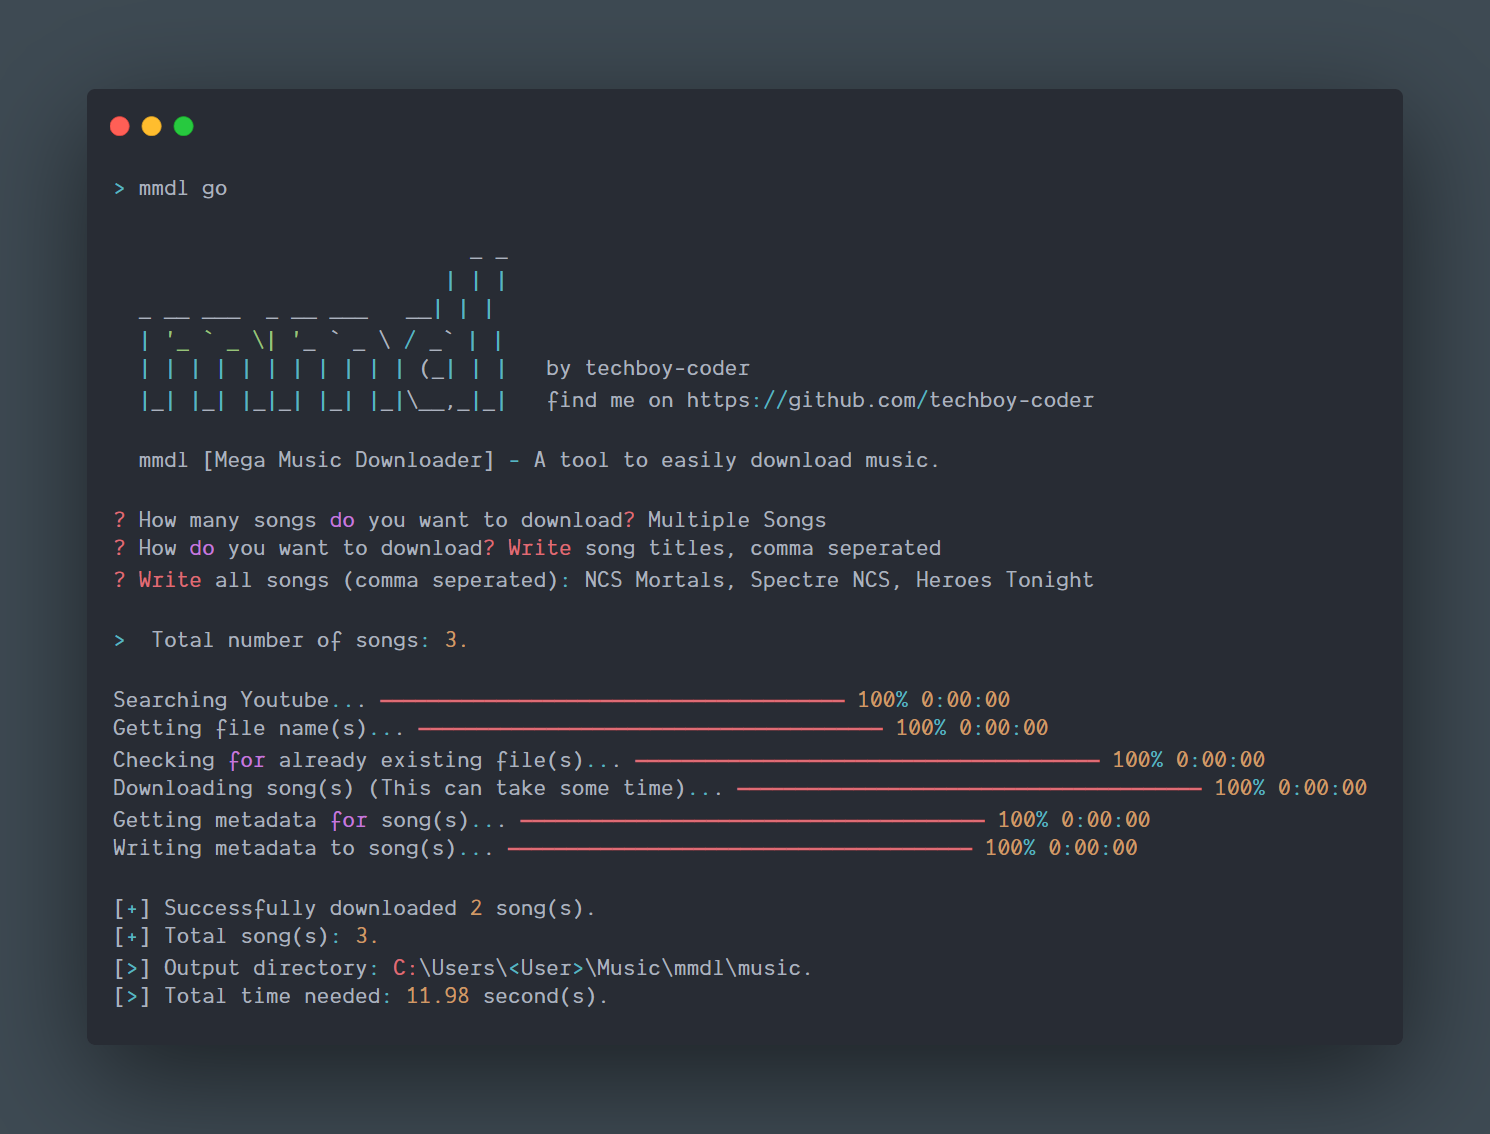 > mmdl go
                            _ _
                          | | |
  _ __ ___  _ __ ___   __| | |
  | '_ ` _ \| '_ ` _ \ / _` | |
  | | | | | | | | | | | (_| | |   by techboy-coder
  |_| |_| |_|_| |_| |_|\__,_|_|   find me on https://github.com/techboy-coder
  mmdl [Mega Music Downloader] - A tool to easily download music.
? How many songs do you want to download? Multiple Songs
? How do you want to download? Write song titles, comma seperated
? Write all songs (comma seperated): NCS Mortals, Spectre NCS, Heroes Tonight
>  Total number of songs: 3.
Searching Youtube... ━━━━━━━━━━━━━━━━━━━━━━━━━━━━━━━━━━━━ 100% 0:00:00
Getting file name(s)... ━━━━━━━━━━━━━━━━━━━━━━━━━━━━━━━━━━━━ 100% 0:00:00
Checking for already existing file(s)... ━━━━━━━━━━━━━━━━━━━━━━━━━━━━━━━━━━━━ 100% 0:00:00
Downloading song(s) (This can take some time)... ━━━━━━━━━━━━━━━━━━━━━━━━━━━━━━━━━━━━ 100% 0:00:00
Getting metadata for song(s)... ━━━━━━━━━━━━━━━━━━━━━━━━━━━━━━━━━━━━ 100% 0:00:00
Writing metadata to song(s)... ━━━━━━━━━━━━━━━━━━━━━━━━━━━━━━━━━━━━ 100% 0:00:00
[+] Successfully downloaded 2 song(s).
[+] Total song(s): 3.
[>] Output directory: C:\Users\<User>\Music\mmdl\music.
[>] Total time needed: 11.98 second(s).